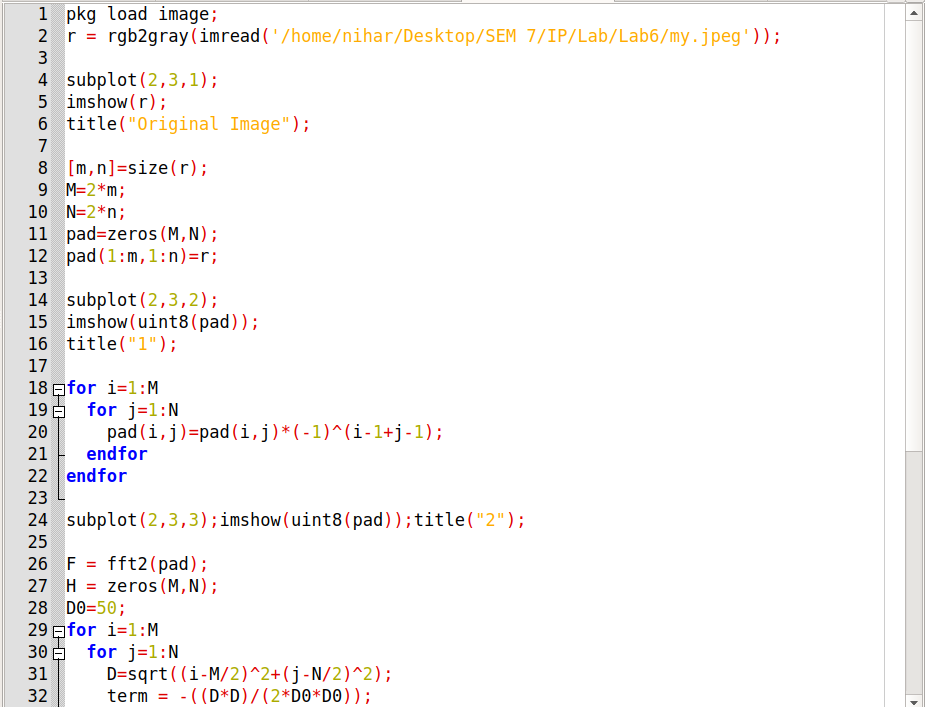 1 pkg load image;
2 r = rgb2gray(imread('/home/nihar/Desktop/SEM 7/IP/Lab/Lab6/my.jpeg'));
3
4 subplot(2,3,1);
5 imshow(r);
6 title("Original Image");
7
8 [m,n]=size(r);
9 M=2*m;
10 N=2*n;
11 pad=zeros(M,N);
12 pad(1:m,1:n)=r;
13
14 subplot(2,3,2);
15 imshow(uint8(pad));
16 title("1");
17
18 for i=1:M
19   for j=1:N
20     pad(i,j)=pad(i,j)*(-1)^(i-1+j-1);
21   endfor
22 endfor
23
24 subplot(2,3,3);imshow(uint8(pad));title("2");
25
26 F = fft2(pad);
27 H = zeros(M,N);
28 D0=50;
29 for i=1:M
30   for j=1:N
31     D=sqrt((i-M/2)^2+(j-N/2)^2);
32     term = -((D*D)/(2*D0*D0));